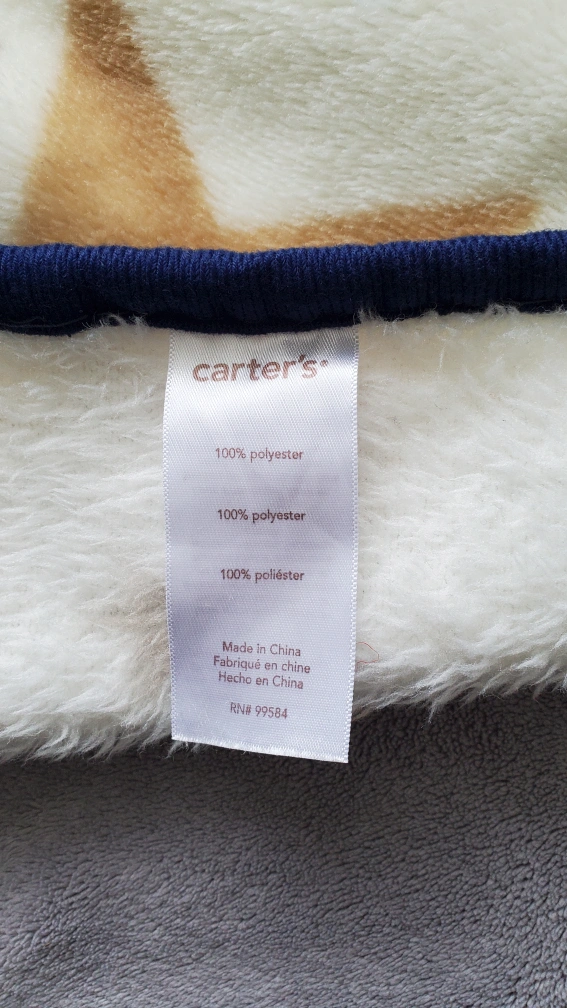 carter's®
100% polyester
100% polyester
100% poliéster
Made in China
Fabriqué en chine
Hecho en China
RN# 99584